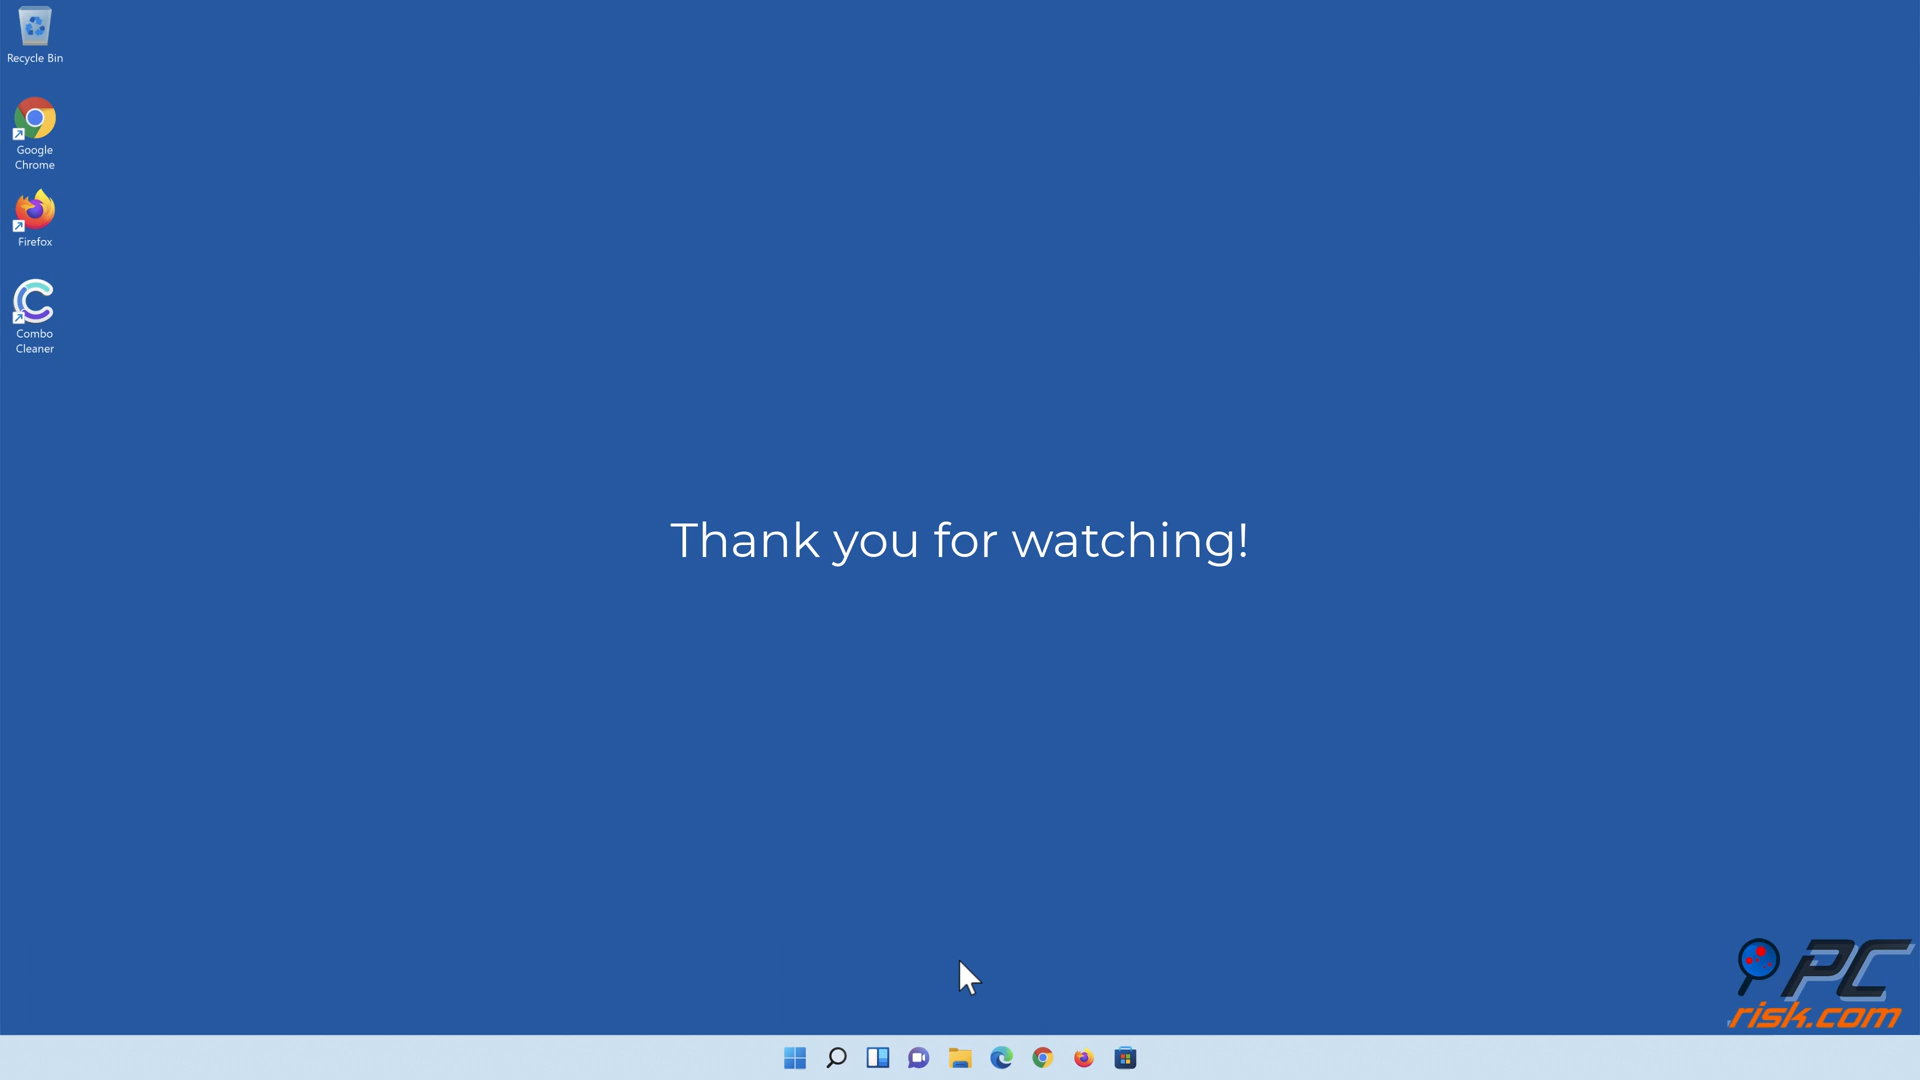 Recycle Bin
Google
Chrome
Firefox
Combo
Cleaner
Thank you for watching!
PC
risk.com